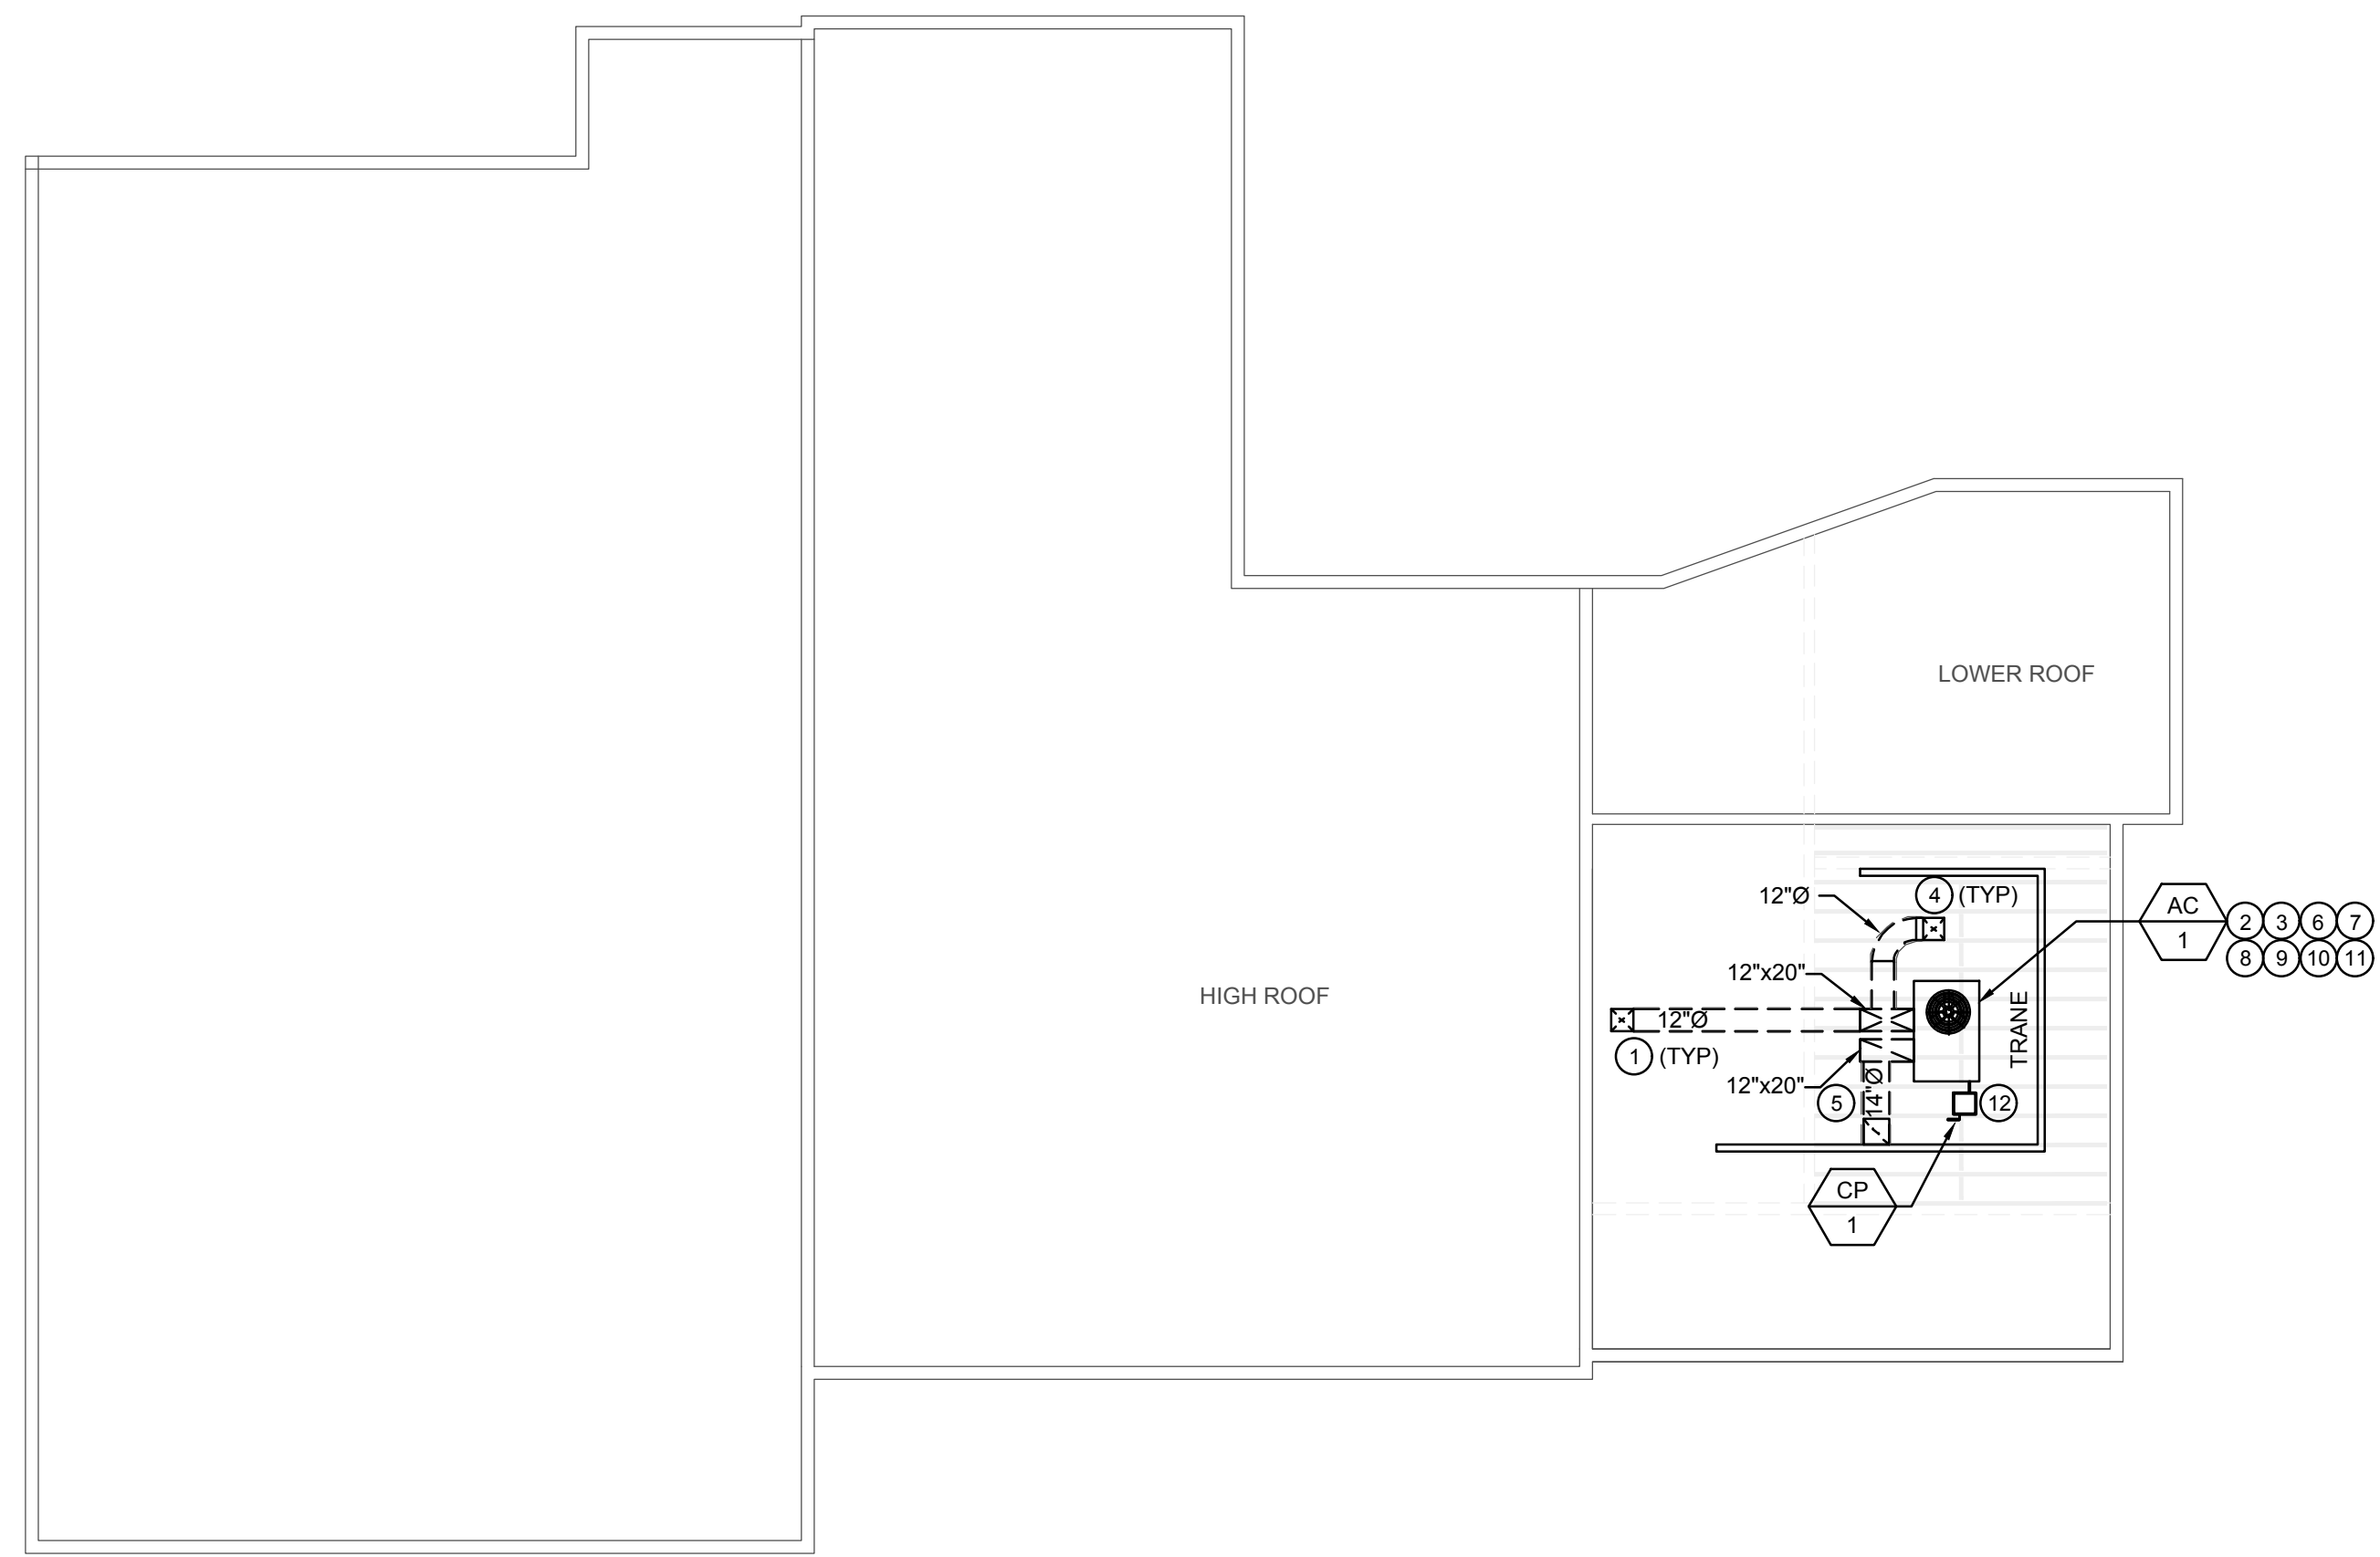 LOWER ROOF
12"Ø
4 (TYP)
AC
1
2 3 6 7
8 9 10 11
12"x20"
HIGH ROOF
12"Ø
TRANE
1 (TYP)
12"x20"
5
14"Ø
12
CP
1